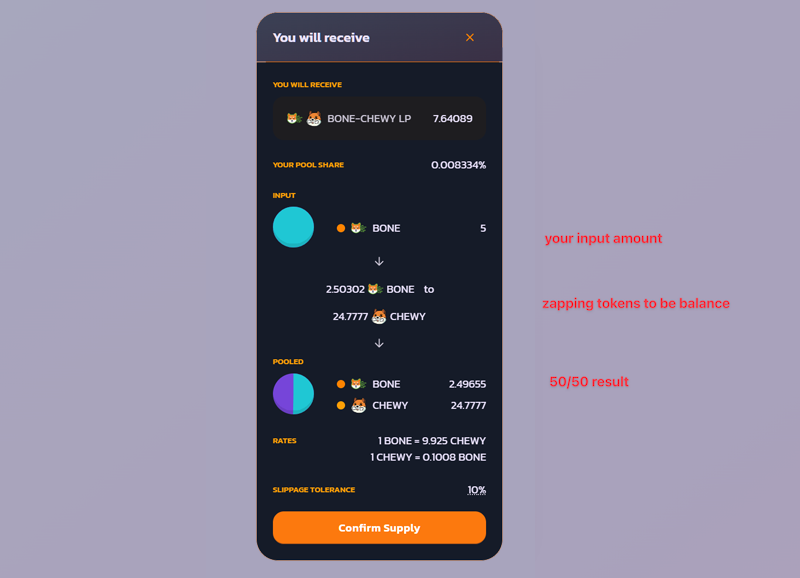 You will receive
YOU WILL RECEIVE
BONE-CHEWY LP 7.64089
YOUR POOL SHARE 0.008334%
INPUT
BONE 5
your input amount
2.50302 BONE to
zapping tokens to be balance
24.7777 CHEWY
POOLED
BONE 2.49655
50/50 result
CHEWY 24.7777
RATES 1 BONE = 9.925 CHEWY
1 CHEWY = 0.1008 BONE
SLIPPAGE TOLERANCE 10%
Confirm Supply